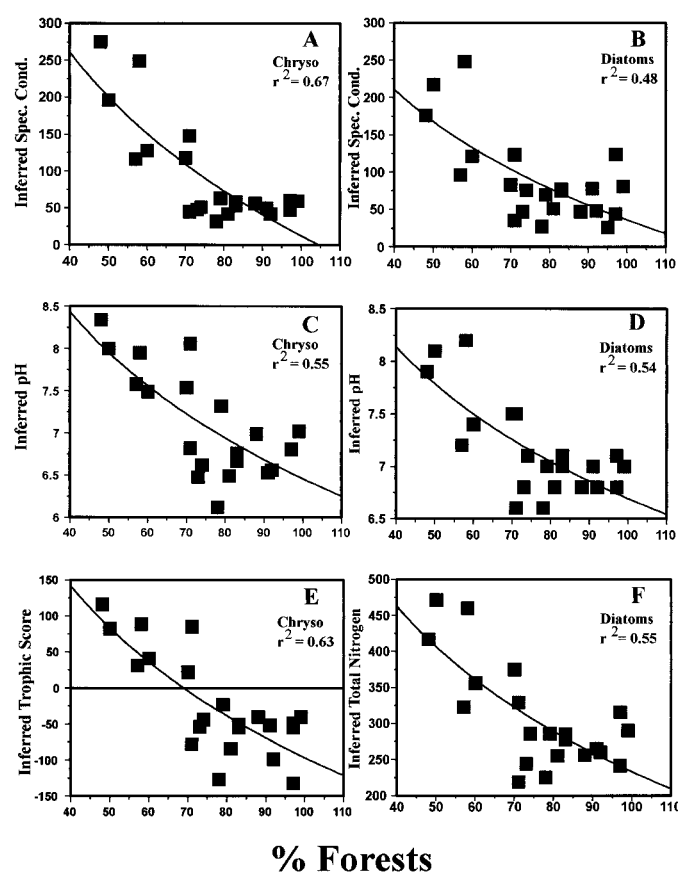 A
Chryso
r² = 0.67
Inferred Spec. Cond.
300
250
200
150
100
50
0
40 50 60 70 80 90 100 110
B
Diatoms
r² = 0.48
Inferred Spec. Cond.
300
250
200
150
100
50
0
40 50 60 70 80 90 100 110
C
Chryso
r² = 0.55
Inferred pH
8.5
8
7.5
7
6.5
6
40 50 60 70 80 90 100 110
D
Diatoms
r² = 0.54
Inferred pH
8.5
8
7.5
7
6.5
40 50 60 70 80 90 100 110
E
Chryso
r² = 0.63
Inferred Trophic Score
150
100
50
0
-50
-100
-150
40 50 60 70 80 90 100 110
F
Diatoms
r² = 0.55
Inferred Total Nitrogen
500
450
400
350
300
250
200
40 50 60 70 80 90 100
% Forests